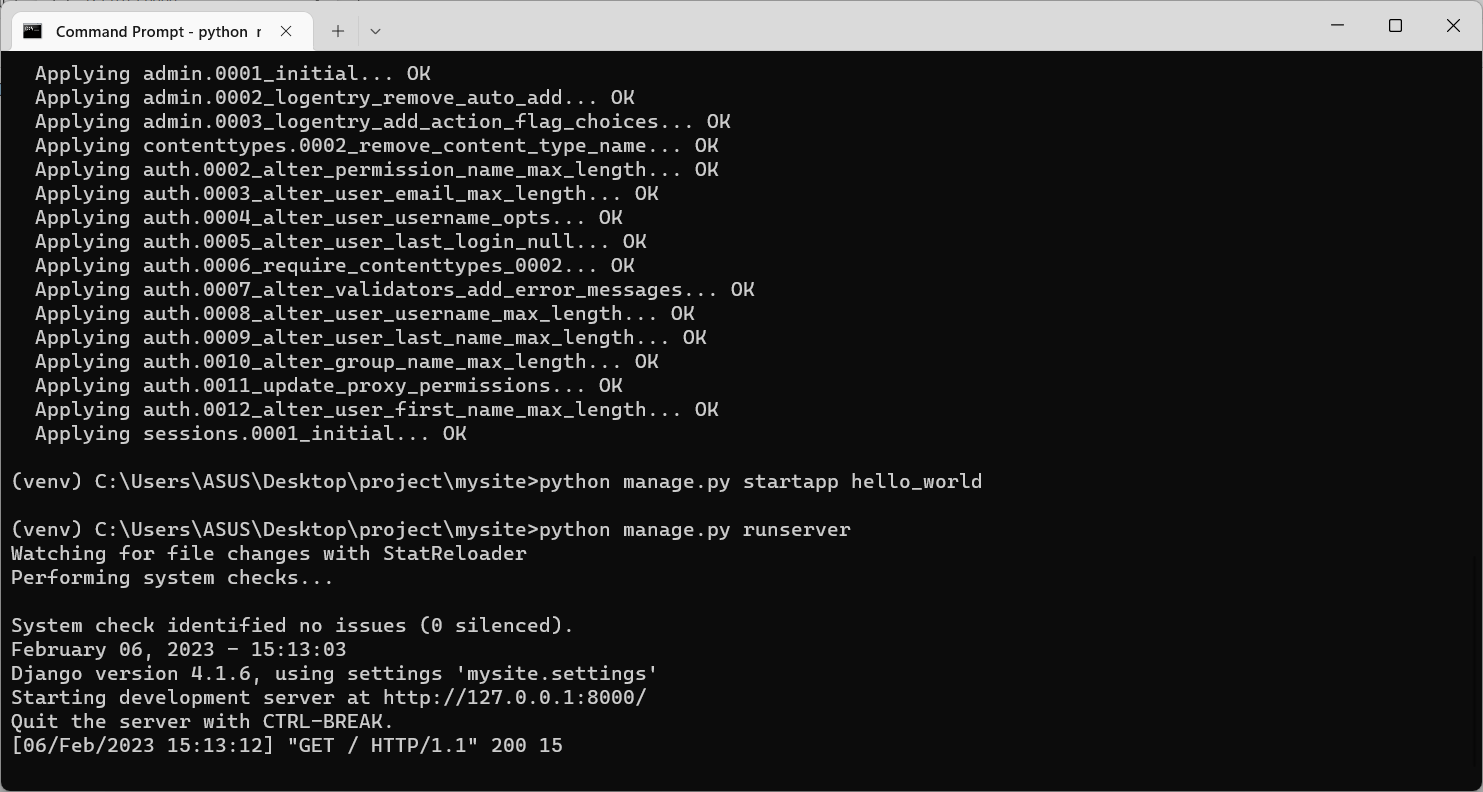 Command Prompt - python
Applying admin.0001_initial... OK
Applying admin.0002_logentry_remove_auto_add... OK
Applying admin.0003_logentry_add_action_flag_choices... OK
Applying contenttypes.0002_remove_content_type_name... OK
Applying auth.0002_alter_permission_name_max_length... OK
Applying auth.0003_alter_user_email_max_length... OK
Applying auth.0004_alter_user_username_opts... OK
Applying auth.0005_alter_user_last_login_null... OK
Applying auth.0006_require_contenttypes_0002... OK
Applying auth.0007_alter_validators_add_error_messages... OK
Applying auth.0008_alter_user_username_max_length... OK
Applying auth.0009_alter_user_last_name_max_length... OK
Applying auth.0010_alter_group_name_max_length... OK
Applying auth.0011_update_proxy_permissions... OK
Applying auth.0012_alter_user_first_name_max_length... OK
Applying sessions.0001_initial... OK
(venv) C:\Users\ASUS\Desktop\project\mysite>python manage.py startapp hello_world
(venv) C:\Users\ASUS\Desktop\project\mysite>python manage.py runserver
Watching for file changes with StatReloader
Performing system checks...
System check identified no issues (0 silenced).
February 06, 2023 - 15:13:03
Django version 4.1.6, using settings 'mysite.settings'
Starting development server at http://127.0.0.1:8000/
Quit the server with CTRL-BREAK.
[06/Feb/2023 15:13:12] "GET / HTTP/1.1" 200 15